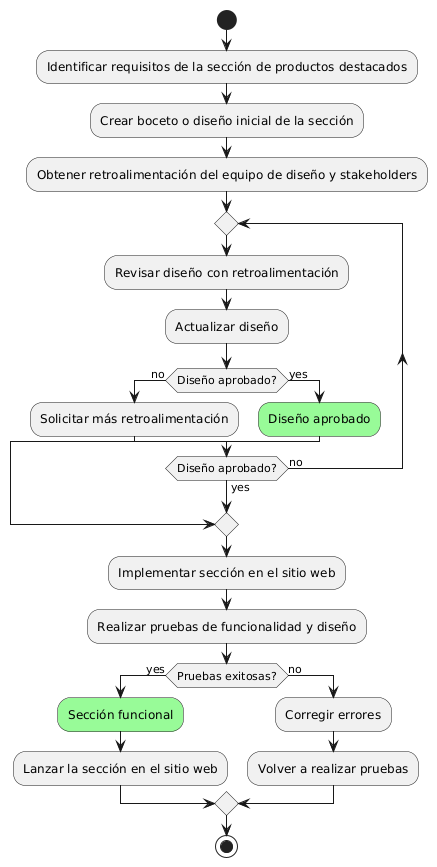 Identificar requisitos de la sección de productos destacados
Crear boceto o diseño inicial de la sección
Obtener retroalimentación del equipo de diseño y stakeholders
Revisar diseño con retroalimentación
Actualizar diseño
no
Diseño aprobado?
yes
Solicitar más retroalimentación
Diseño aprobado
Diseño aprobado?
no
yes
Implementar sección en el sitio web
Realizar pruebas de funcionalidad y diseño
yes
Pruebas exitosas?
no
Sección funcional
Corregir errores
Lanzar la sección en el sitio web
Volver a realizar pruebas